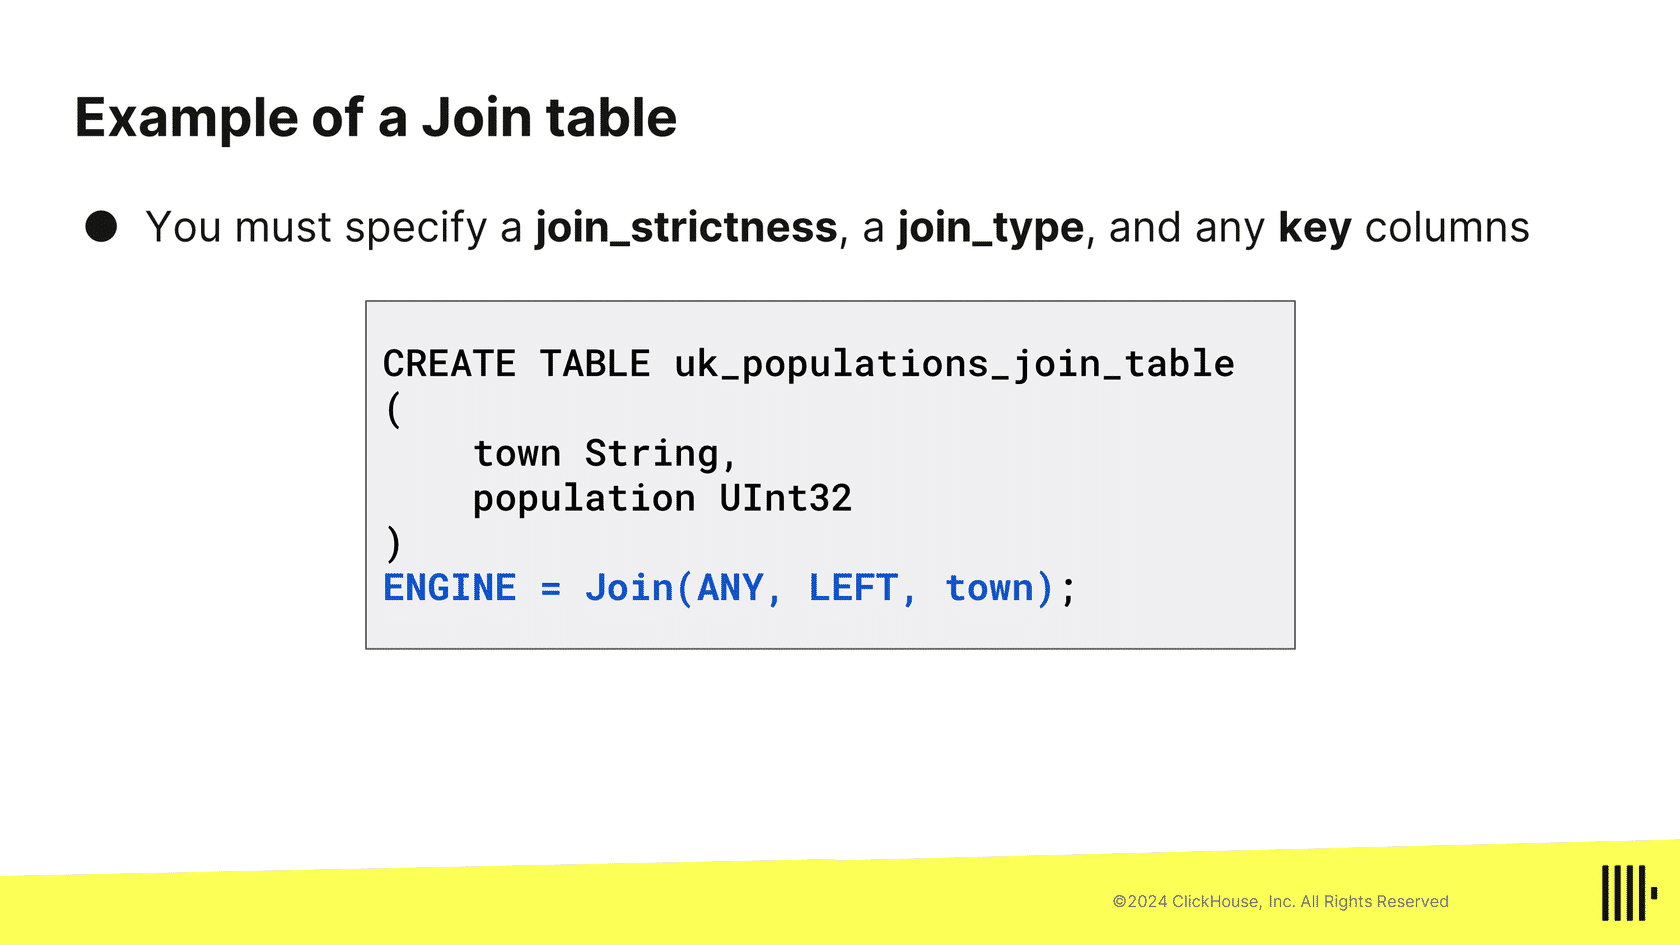 Example of a Join table
● You must specify a join_strictness, a join_type, and any key columns
CREATE TABLE uk_populations_join_table
(
    town String,
    population UInt32
)
ENGINE = Join(ANY, LEFT, town);
©2024 ClickHouse, Inc. All Rights Reserved